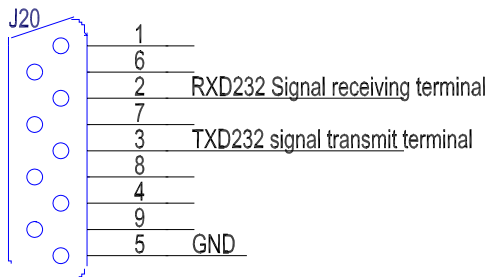 J20
1
6
2 RXD232 Signal receiving terminal
7
3 TXD232 signal transmit terminal
8
4
9
5 GND